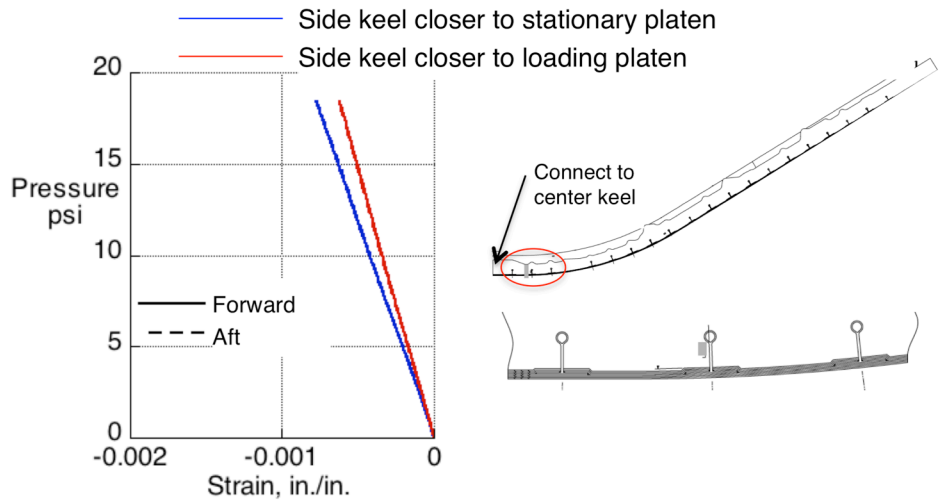 Side keel closer to stationary platen
Side keel closer to loading platen
20
15
Pressure
psi
10
Forward
Aft
5
0
-0.002
-0.001
0
Strain, in./in.
Connect to
center keel